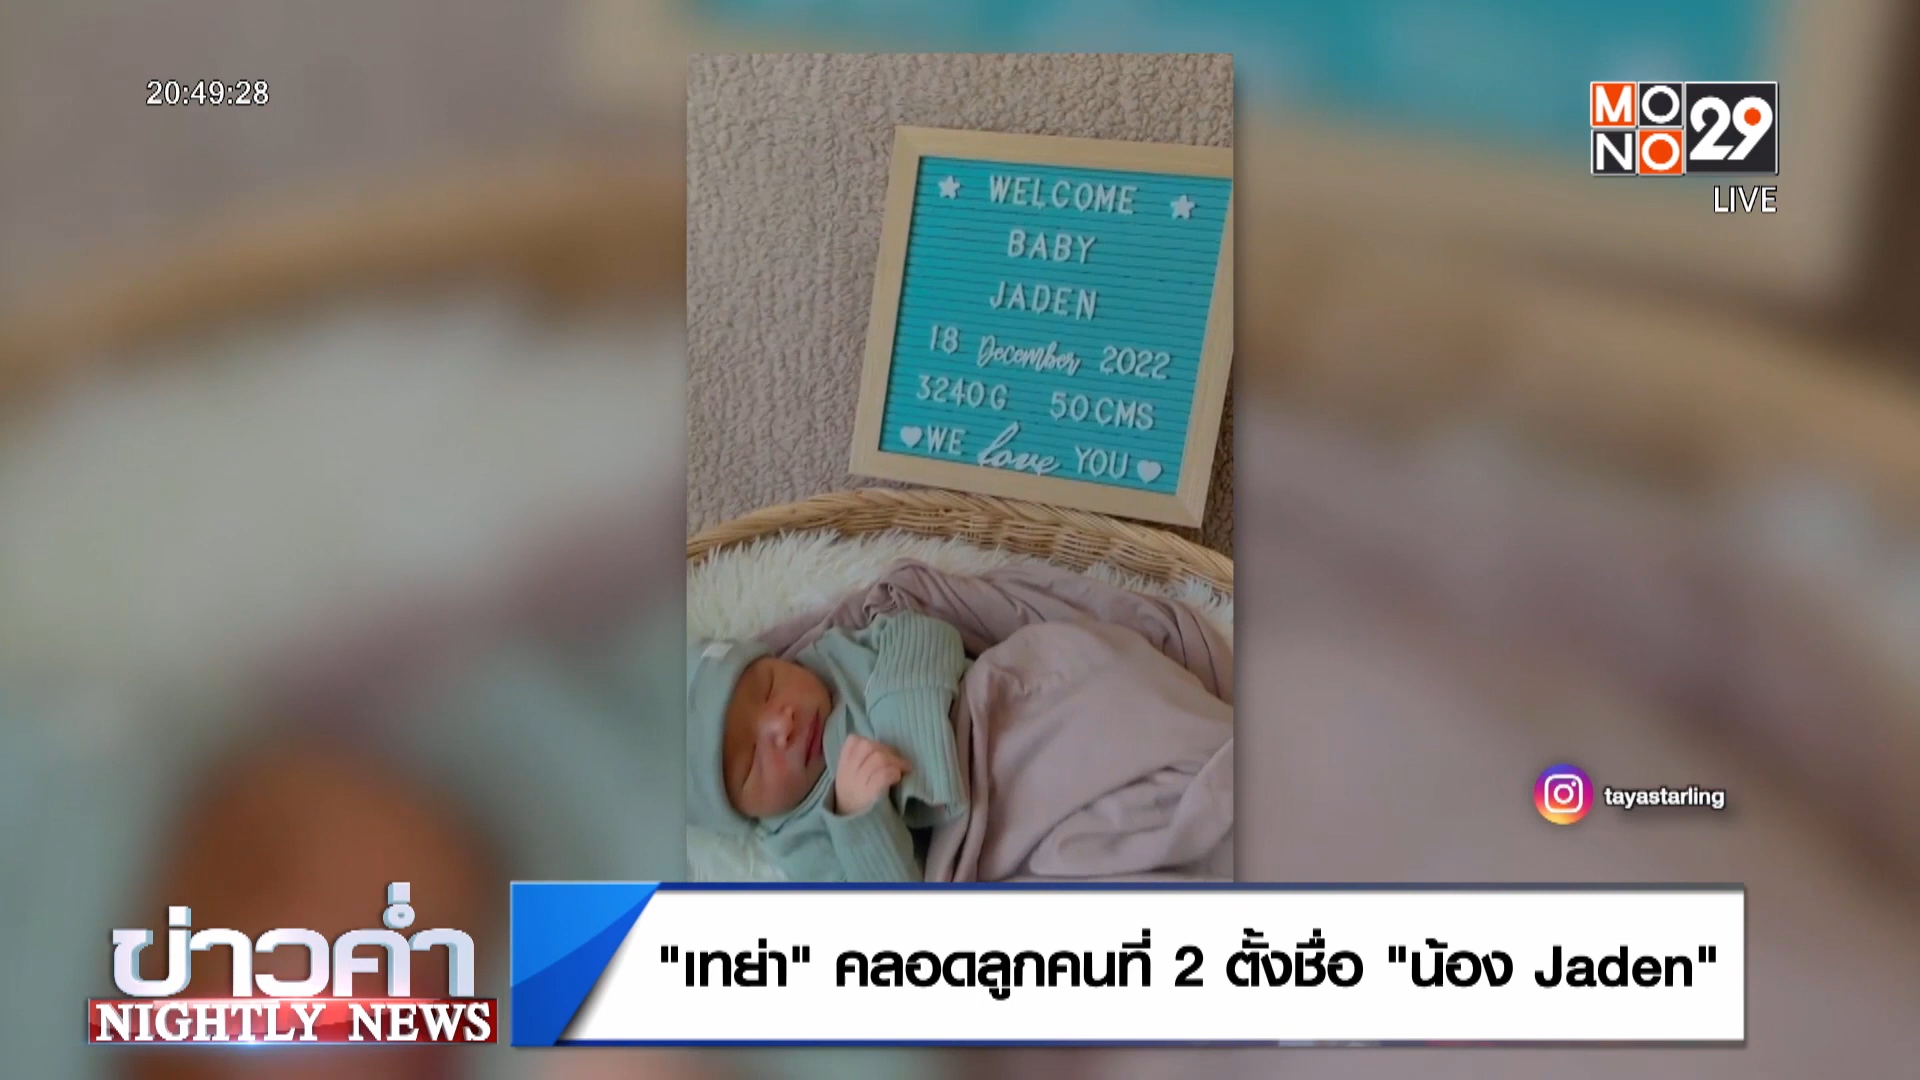 20:49:28
MONO 29
LIVE
WELCOME
BABY
JADEN
18 December 2022
3240G 50CMS
WE love YOU
tayastarling
ข่าวค่ำ
NIGHTLY NEWS
"เทย่า" คลอดลูกคนที่ 2 ตั้งชื่อ "น้อง Jaden"